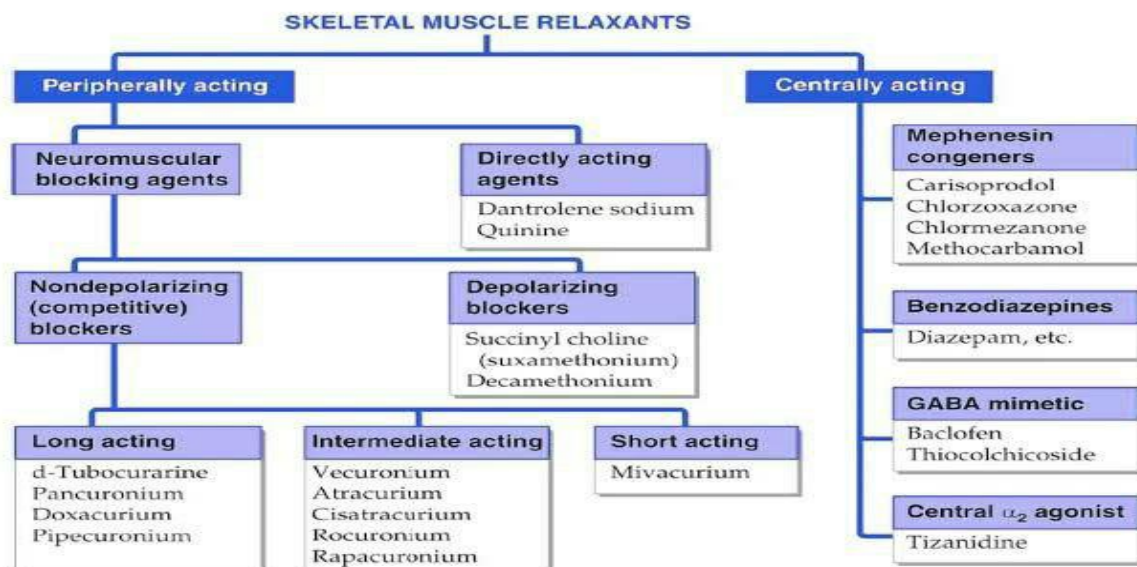 SKELETAL MUSCLE RELAXANTS
Peripherally acting
Centrally acting
Neuromuscular
blocking agents
Directly acting
agents
Dantrolene sodium
Quinine
Mephenesin
congeners
Carisoprodol
Chlorzoxazone
Chlormezanone
Methocarbamol
Nondepolarizing
(competitive)
blockers
Depolarizing
blockers
Succinyl choline
(suxamethonium)
Decamethonium
Benzodiazepines
Diazepam, etc.
GABA mimetic
Baclofen
Thiocolchicoside
Long acting
d-Tubocurarine
Pancuronium
Doxacurium
Pipecuronium
Intermediate acting
Vecuronium
Atracurium
Cisatracurium
Rocuronium
Rapacuronium
Short acting
Mivacurium
Central α₂ agonist
Tizanidine